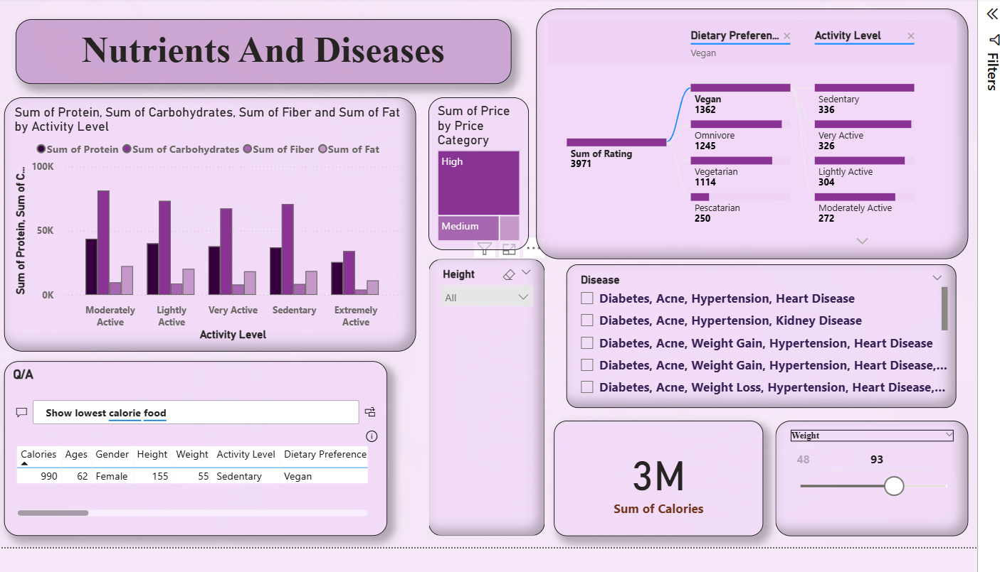 Nutrients And Diseases
Sum of Protein, Sum of Carbohydrates, Sum of Fiber and Sum of Fat
by Activity Level
Sum of Protein Sum of Carbohydrates Sum of Fiber Sum of Fat
Sum of Protein, Sum of C...
100K
50K
0K
Moderately
Active
Lightly
Active
Very Active
Sedentary
Extremely
Active
Activity Level
Sum of Price
by Price
Category
High
Medium
Dietary Preferen...
Vegan
Activity Level
Sum of Rating
3971
Vegan
1362
Omnivore
1245
Vegetarian
1114
Pescatarian
250
Sedentary
336
Very Active
326
Lightly Active
304
Moderately Active
272
Filters
Height
All
Disease
Diabetes, Acne, Hypertension, Heart Disease
Diabetes, Acne, Hypertension, Kidney Disease
Diabetes, Acne, Weight Gain, Hypertension, Heart Disease
Diabetes, Acne, Weight Gain, Hypertension, Heart Disease,...
Diabetes, Acne, Weight Loss, Hypertension, Heart Disease,...
Q/A
Show lowest calorie food
Calories Ages Gender Height Weight Activity Level Dietary Preference
990 62 Female 155 55 Sedentary Vegan
3M
Sum of Calories
Weight
48 93